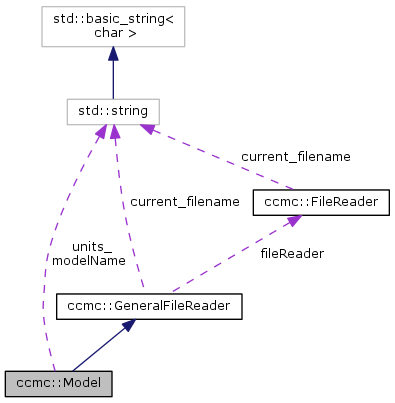 std::basic_string<
char >
std::string
current_filename
ccmc::FileReader
current_filename
units_
modelName
fileReader
ccmc::GeneralFileReader
ccmc::Model